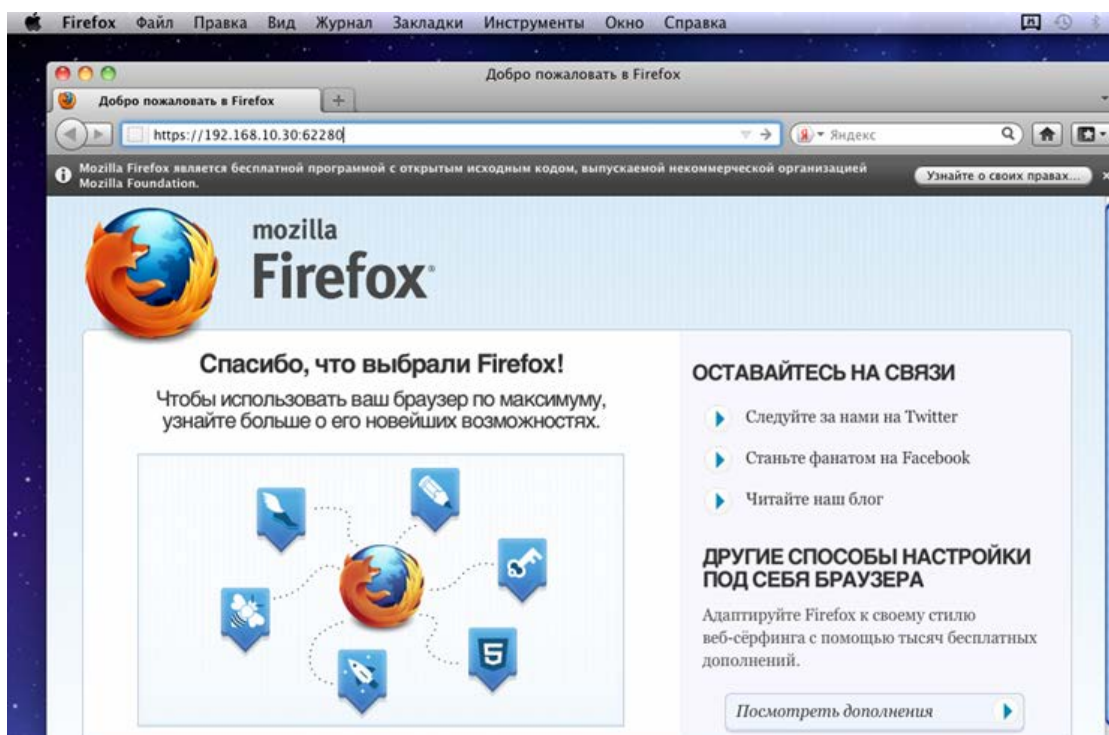 Firefox Файл Правка Вид Журнал Закладки Инструменты Окно Справка
Добро пожаловать в Firefox
Добро пожаловать в Firefox
https://192.168.10.30:62280
Яндекс
Mozilla Firefox является бесплатной программой с открытым исходным кодом, выпускаемой некоммерческой организацией
Mozilla Foundation.
Узнайте о своих правах...
mozilla
Firefox
Спасибо, что выбрали Firefox!
Чтобы использовать ваш браузер по максимуму,
узнайте больше о его новейших возможностях.
ОСТАВАЙТЕСЬ НА СВЯЗИ
Следуйте за нами на Twitter
Станьте фанатом на Facebook
Читайте наш блог
ДРУГИЕ СПОСОБЫ НАСТРОЙКИ
ПОД СЕБЯ БРАУЗЕРА
Адаптируйте Firefox к своему стилю
веб-сёрфинга с помощью тысяч бесплатных
дополнений.
Посмотреть дополнения